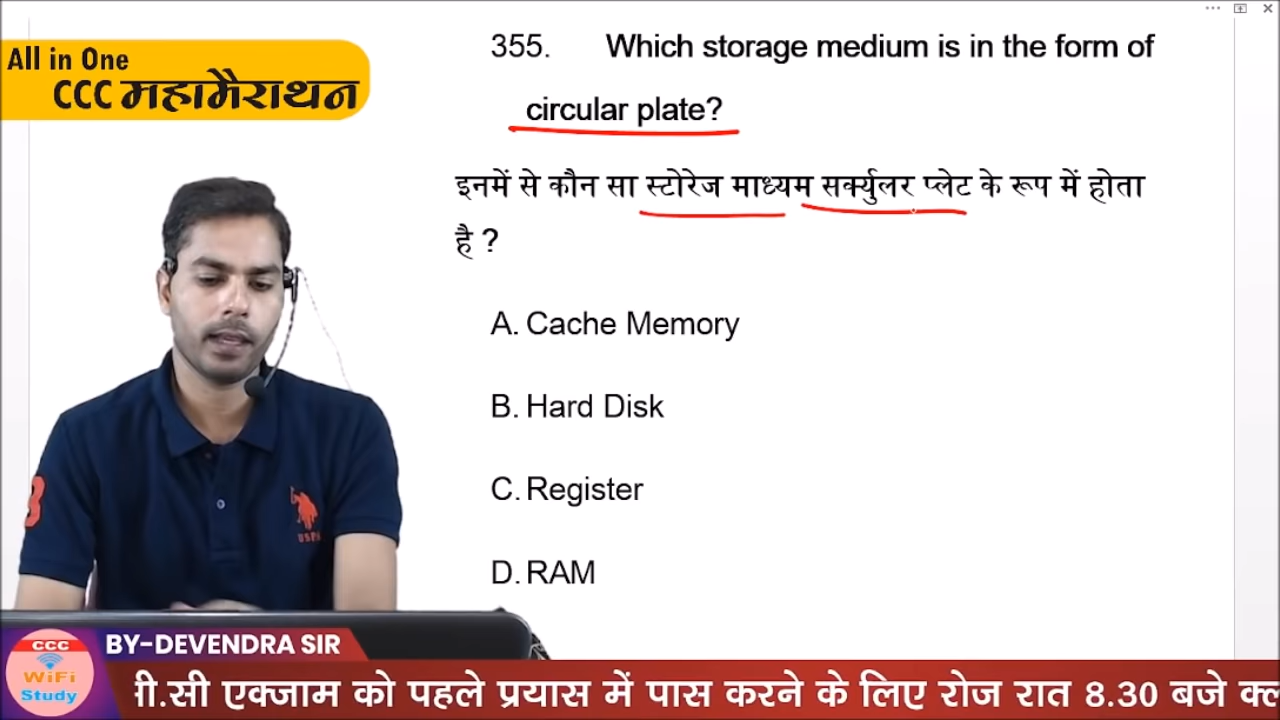 All in One
CCC महामैराथन
355. Which storage medium is in the form of
circular plate?
इनमें से कौन सा स्टोरेज माध्यम सर्क्युलर प्लेट के रूप में होता
है ?
A. Cache Memory
B. Hard Disk
C. Register
D. RAM
3
USPA
CCC
WiFi
Study
BY-DEVENDRA SIR
ी.सी एक्जाम को पहले प्रयास में पास करने के लिए रोज रात 8.30 बजे क्ल